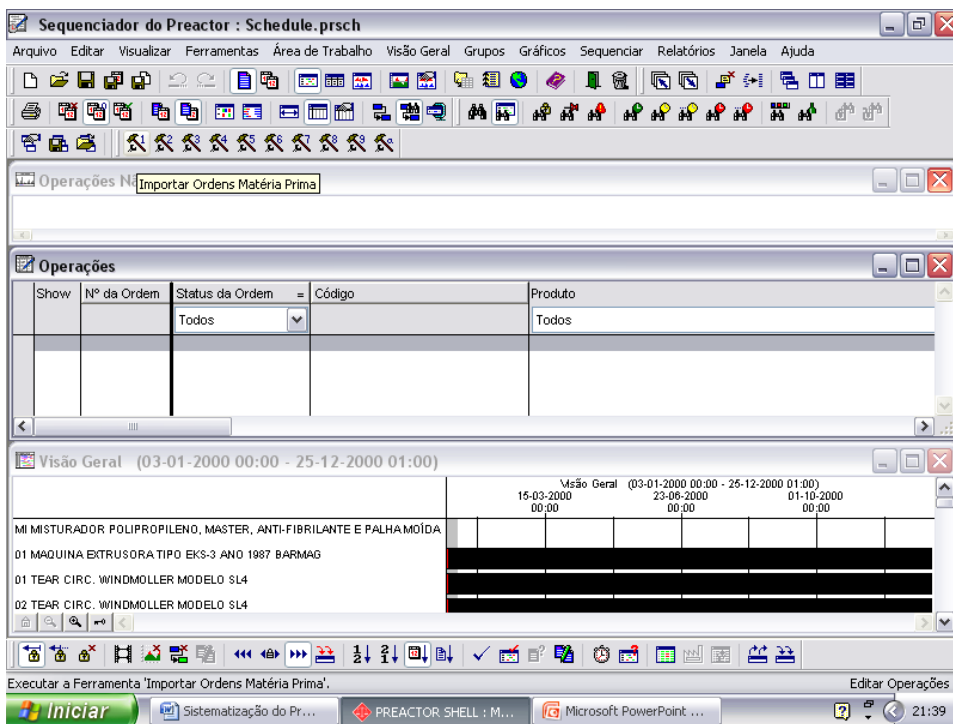 Sequenciador do Preactor : Schedule.prsch
Arquivo Editar Visualizar Ferramentas Área de Trabalho Visão Geral Grupos Gráficos Sequenciar Relatórios Janela Ajuda
Operações Nã
Importar Ordens Matéria Prima
Operações
Show Nº da Ordem Status da Ordem = Código Produto
Todos Todos
Visão Geral (03-01-2000 00:00 - 25-12-2000 01:00)
Visão Geral (03-01-2000 00:00 - 25-12-2000 01:00)
15-03-2000 23-06-2000 01-10-2000
00:00 00:00 00:00
MI MISTURADOR POLIPROPILENO, MASTER, ANTI-FIBRILANTE E PALHA MOÍDA
01 MAQUINA EXTRUSORA TIPO EKS-3 ANO 1987 BARMAG
01 TEAR CIRC. WINDMOLLER MODELO SL4
02 TEAR CIRC. WINDMOLLER MODELO SL4
Executar a Ferramenta 'Importar Ordens Matéria Prima'. Editar Operações
Iniciar Sistematização do Pr... PREACTOR SHELL : M... Microsoft PowerPoint ... 21:39